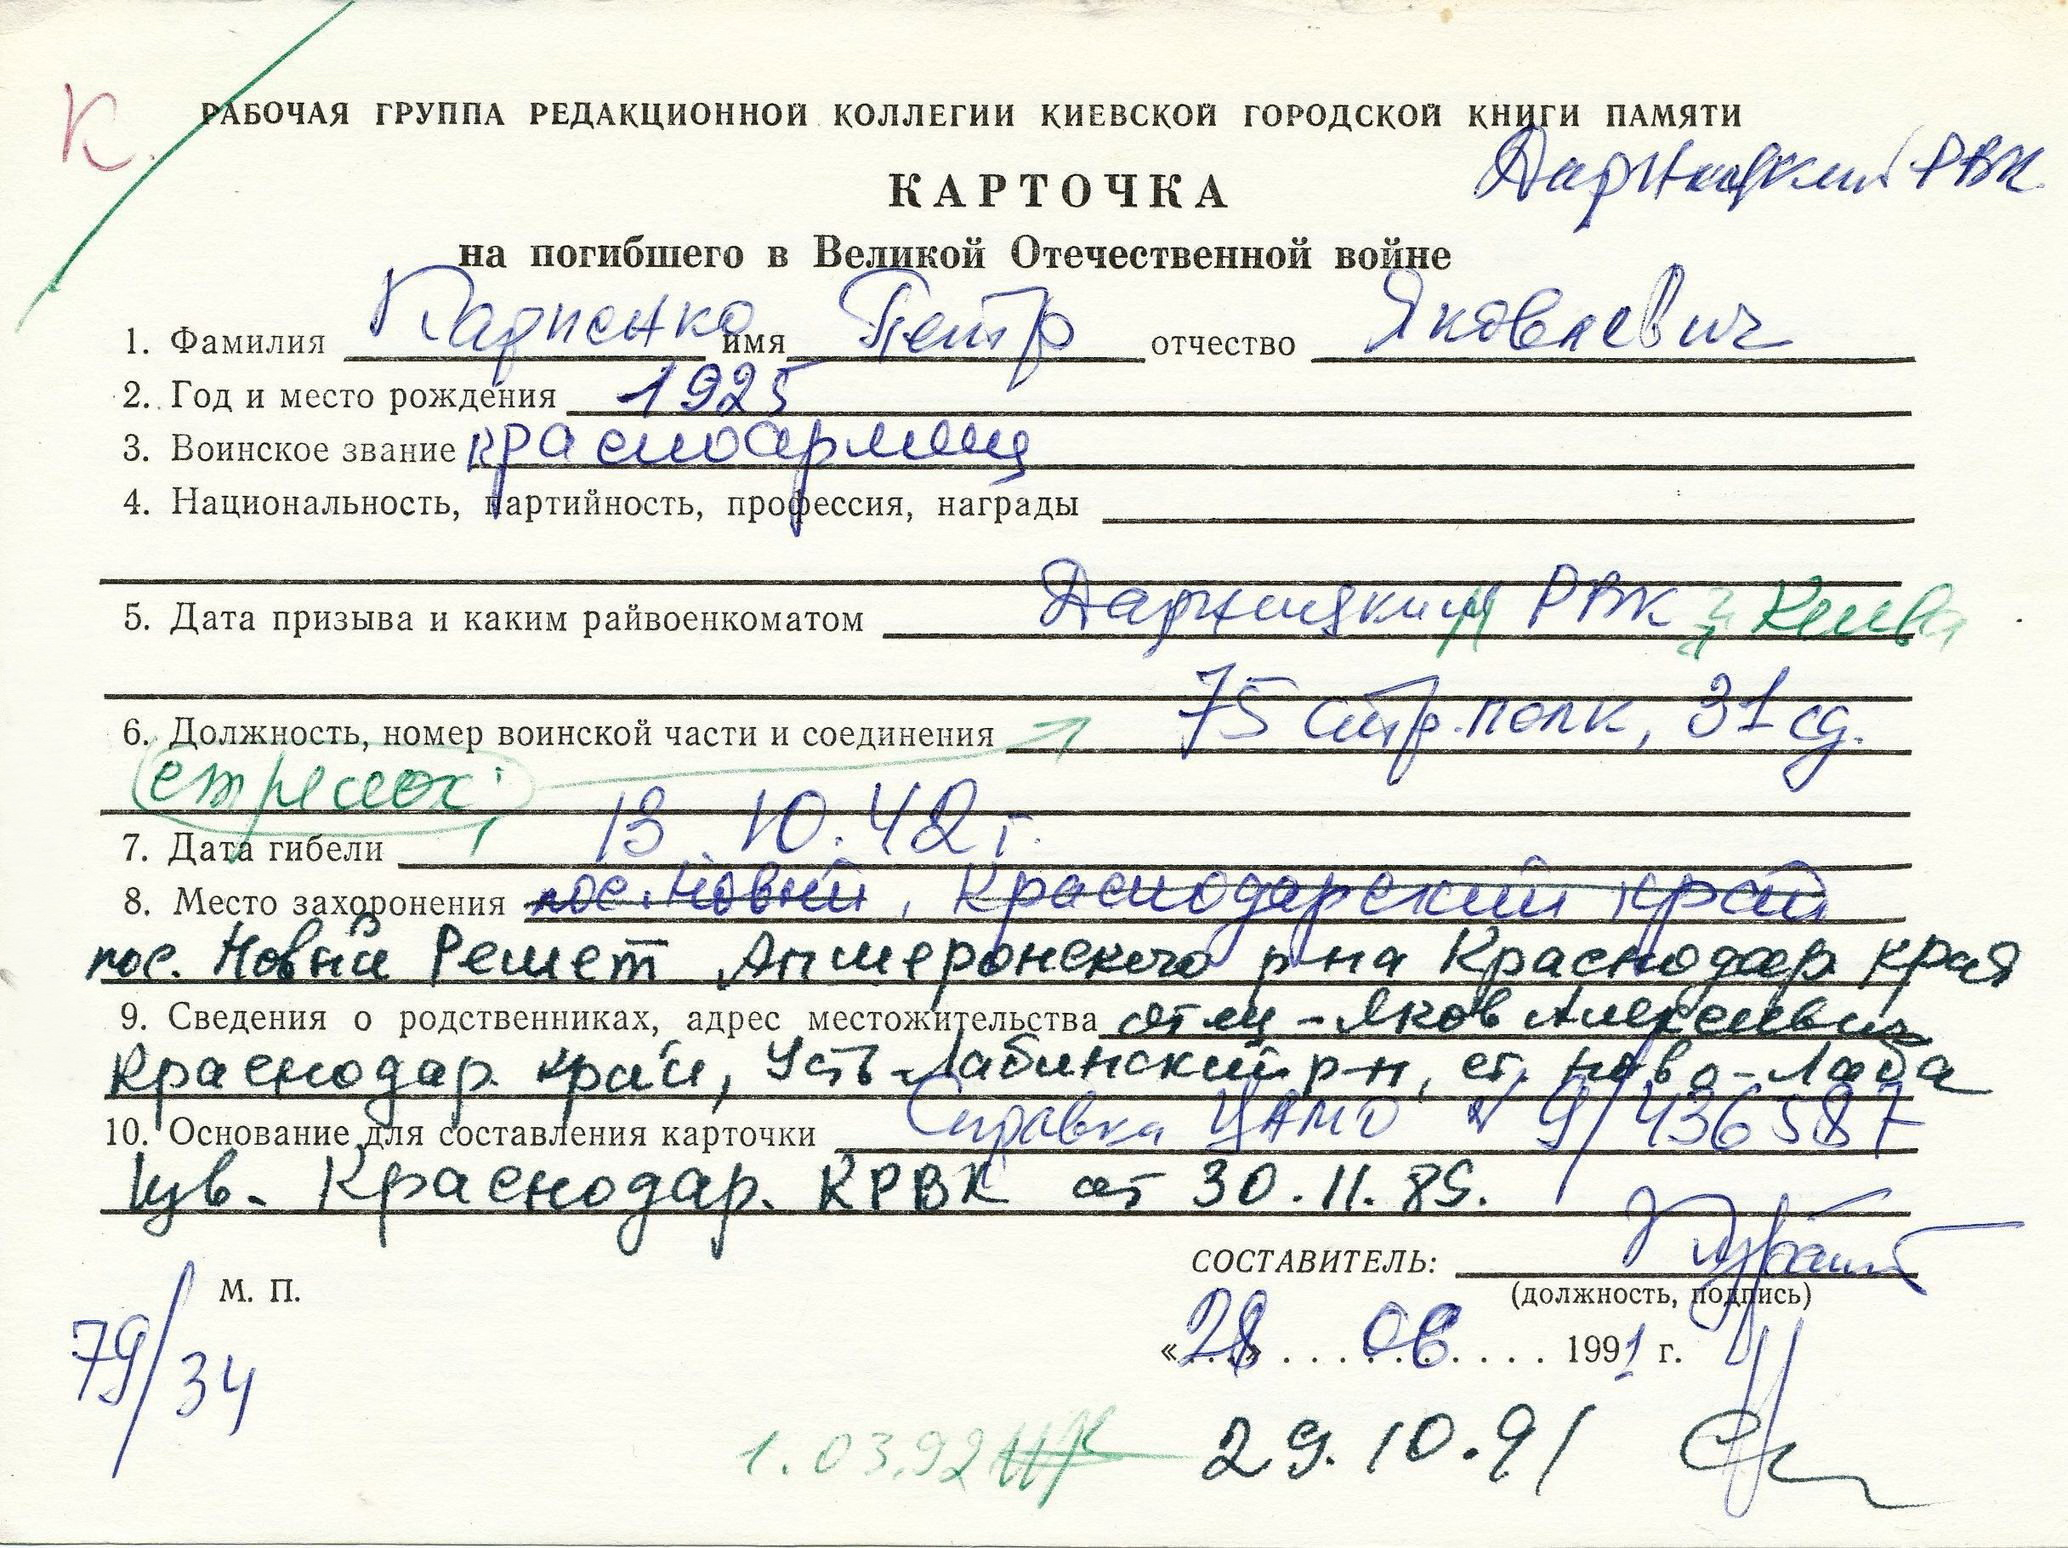 К.
РАБОЧАЯ ГРУППА РЕДАКЦИОННОЙ КОЛЛЕГИИ КИЕВСКОЙ ГОРОДСКОЙ КНИГИ ПАМЯТИ
Дарницкий РВК
КАРТОЧКА
на погибшего в Великой Отечественной войне
1. Фамилия Карпенко имя Петр отчество Яковлевич
2. Год и место рождения 1925
3. Воинское звание красноармеец
4. Национальность, партийность, профессия, награды
5. Дата призыва и каким райвоенкоматом Дарницким РВК г. Киева
6. Должность, номер воинской части и соединения 75 стр. полк, 31 сд.
стрелок
7. Дата гибели 13.10.42 г.
8. Место захоронения пос. Новый, Краснодарский край
пос. Новый Режет Апшеронского р-на Краснодар. края
9. Сведения о родственниках, адрес местожительства отец - Яков Алексеевич
Краснодар. край, Усть-Лабинский р-н, ст. Ново-Лаба
10. Основание для составления карточки Справка ЦАМО № 9/436587
Изв. Краснодар. КРВК от 30.11.89.
СОСТАВИТЕЛЬ:
М. П.
(должность, подпись)
«28» 08 1991 г.
79/34
1.03.92
29.10.91